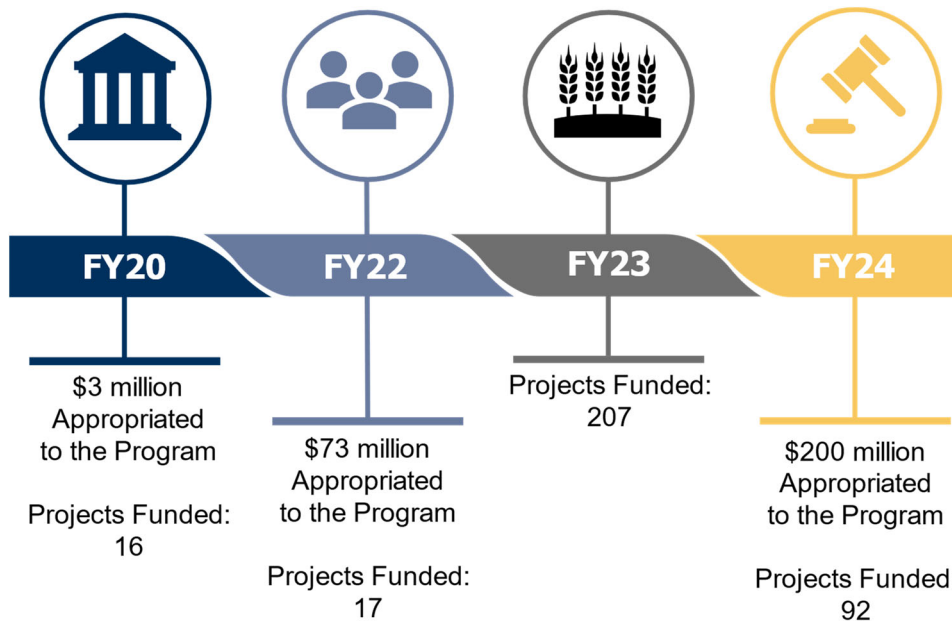 FY20
FY22
FY23
FY24
$3 million
Appropriated
to the Program
Projects Funded:
16
$73 million
Appropriated
to the Program
Projects Funded:
17
Projects Funded:
207
$200 million
Appropriated
to the Program
Projects Funded
92